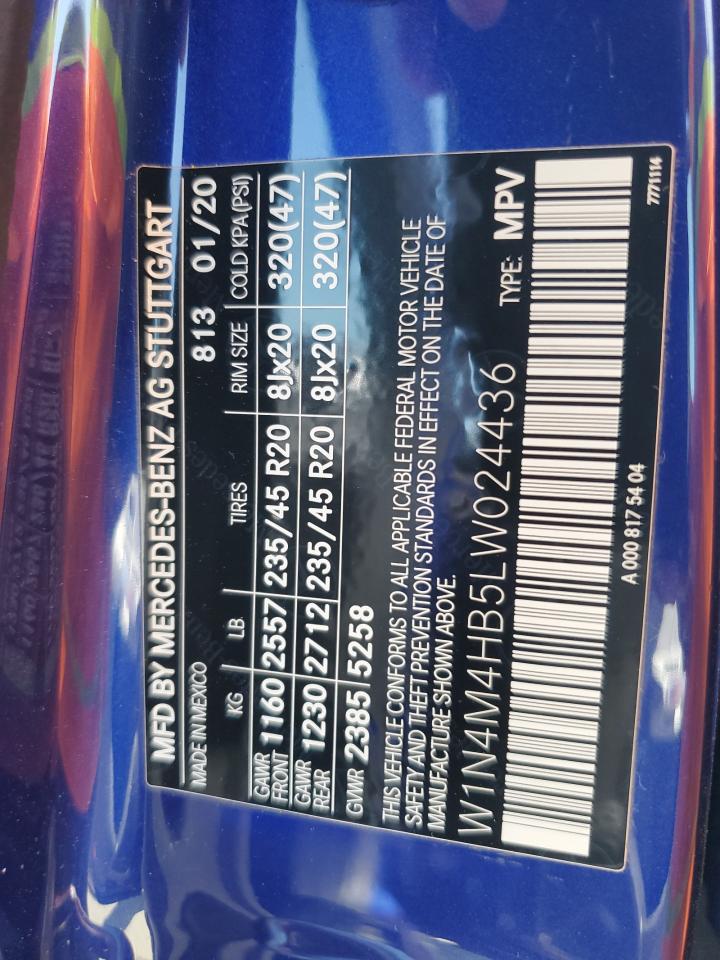 MFD BY MERCEDES-BENZ AG STUTTGART
MADE IN MEXICO 813 01/20
KG LB TIRES RIM SIZE COLD KPA(PSI)
GAWR FRONT 1160 2557 235/45 R20 8Jx20 320(47)
GAWR REAR 1230 2712 235/45 R20 8Jx20 320(47)
GVWR 2385 5258
THIS VEHICLE CONFORMS TO ALL APPLICABLE FEDERAL MOTOR VEHICLE
SAFETY AND THEFT PREVENTION STANDARDS IN EFFECT ON THE DATE OF
MANUFACTURE SHOWN ABOVE.
W1N4M4HB5LW024436 TYPE: MPV
A 000 817 54 04
7771114